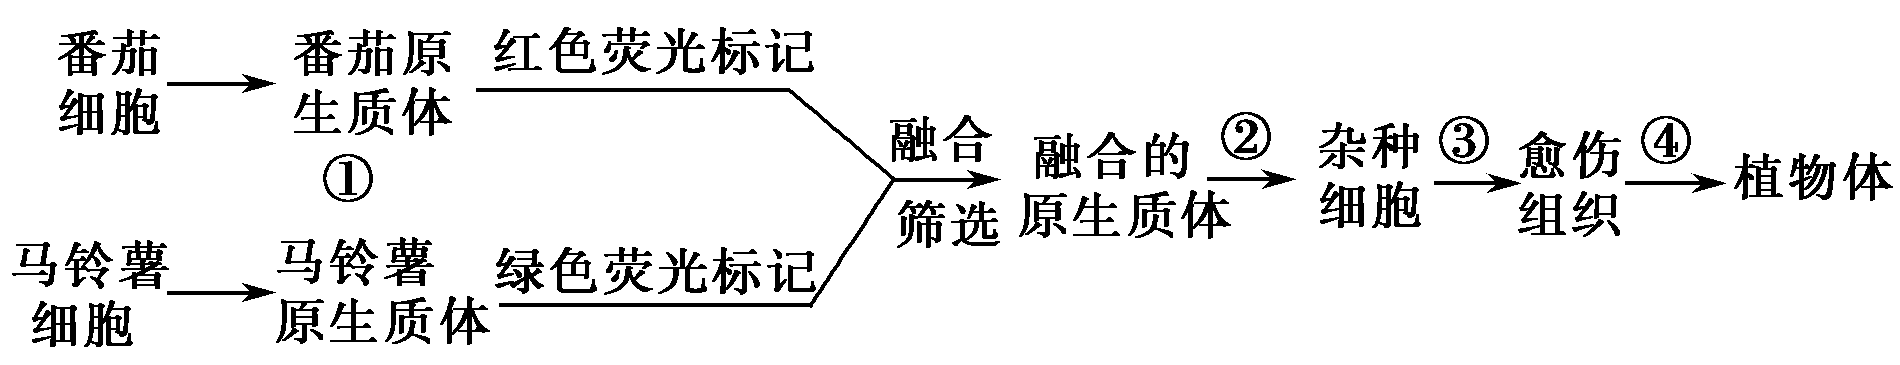 番茄
细胞
番茄原
生质体
红色荧光标记
①
马铃薯
细胞
马铃薯
原生质体
绿色荧光标记
融合
筛选
融合的
原生质体
②
杂种
细胞
③
愈伤
组织
④
植物体